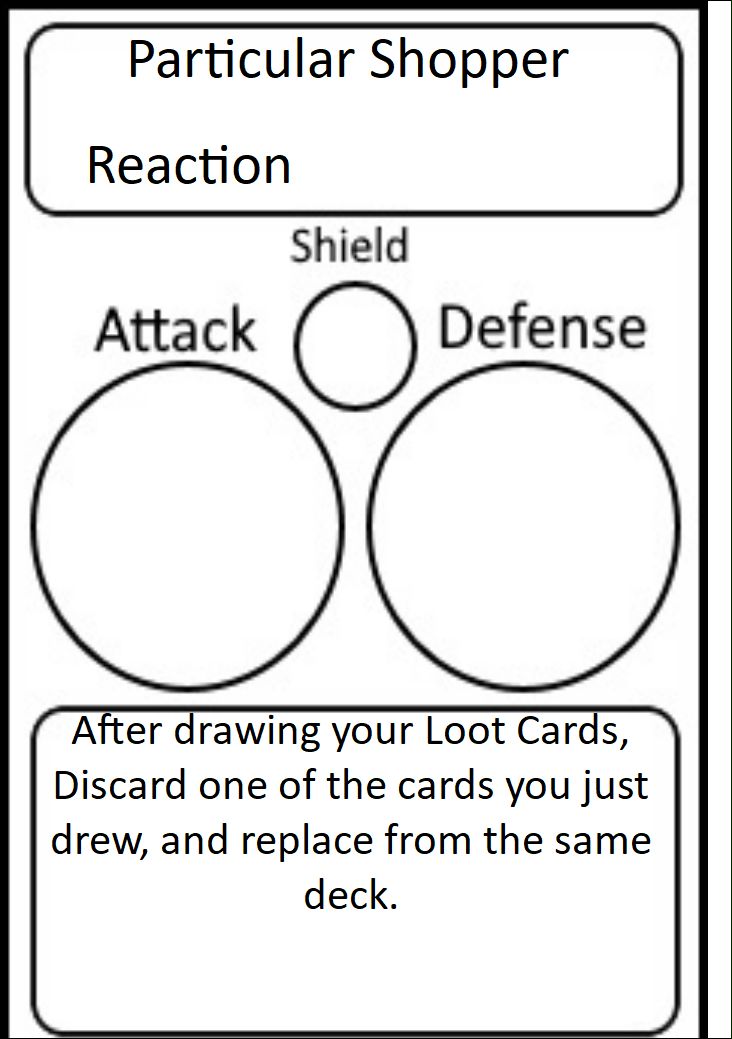 Particular Shopper
Reaction
Shield
Attack
Defense
After drawing your Loot Cards,
Discard one of the cards you just
drew, and replace from the same
deck.